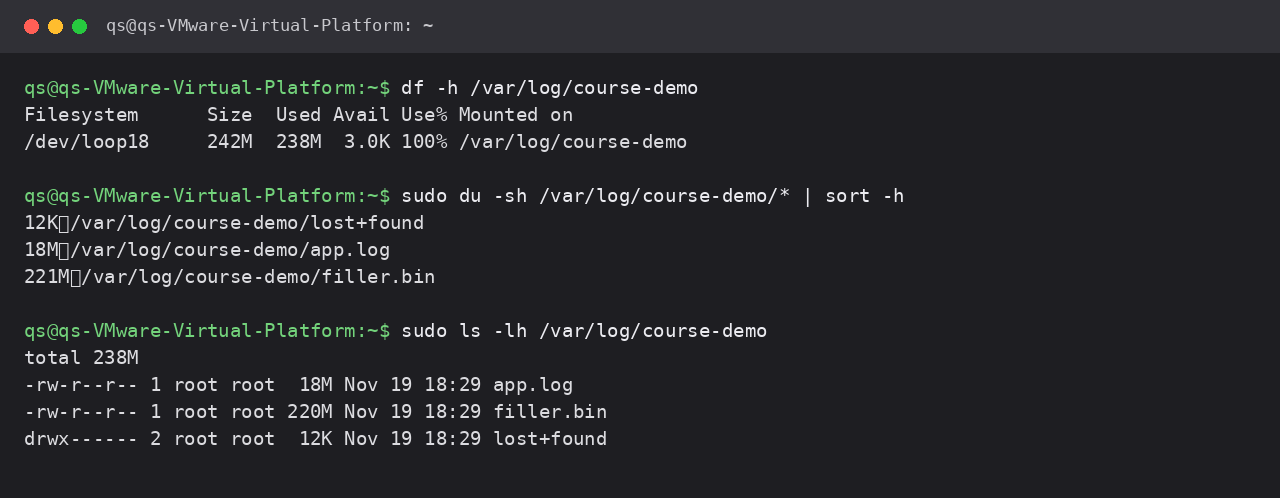 qs@qs-VMware-Virtual-Platform: ~
qs@qs-VMware-Virtual-Platform:~$ df -h /var/log/course-demo
Filesystem      Size  Used Avail Use% Mounted on
/dev/loop18     242M  238M  3.0K 100% /var/log/course-demo
qs@qs-VMware-Virtual-Platform:~$ sudo du -sh /var/log/course-demo/* | sort -h
12K▯/var/log/course-demo/lost+found
18M▯/var/log/course-demo/app.log
221M▯/var/log/course-demo/filler.bin
qs@qs-VMware-Virtual-Platform:~$ sudo ls -lh /var/log/course-demo
total 238M
-rw-r--r-- 1 root root  18M Nov 19 18:29 app.log
-rw-r--r-- 1 root root 220M Nov 19 18:29 filler.bin
drwx------ 2 root root  12K Nov 19 18:29 lost+found